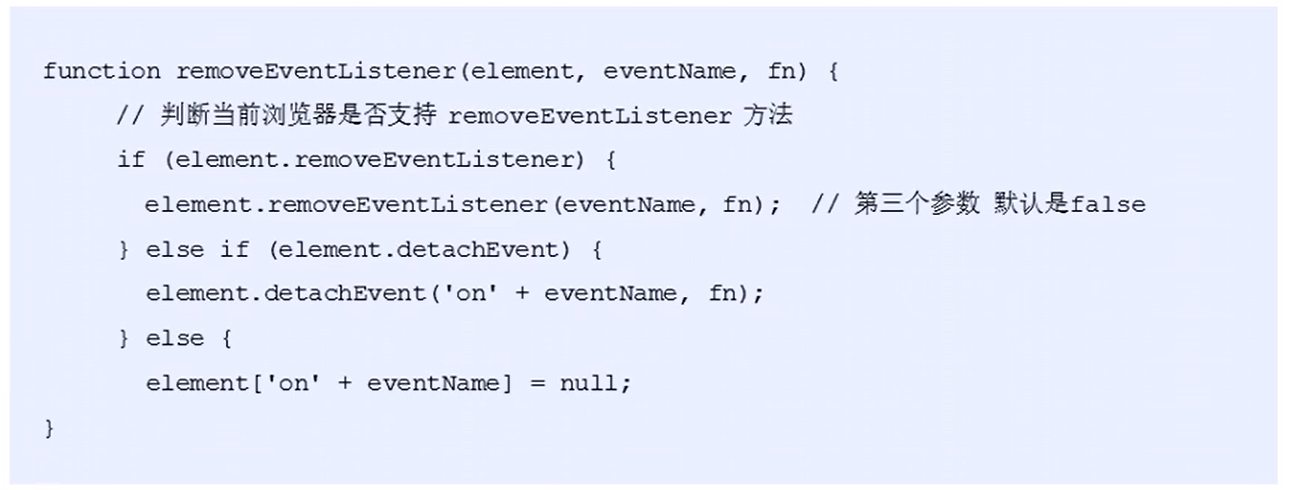 function removeEventListener(element, eventName, fn) {
// 判断当前浏览器是否支持 removeEventListener 方法
if (element.removeEventListener) {
element.removeEventListener(eventName, fn); // 第三个参数 默认是false
} else if (element.detachEvent) {
element.detachEvent('on' + eventName, fn);
} else {
element['on' + eventName] = null;
}